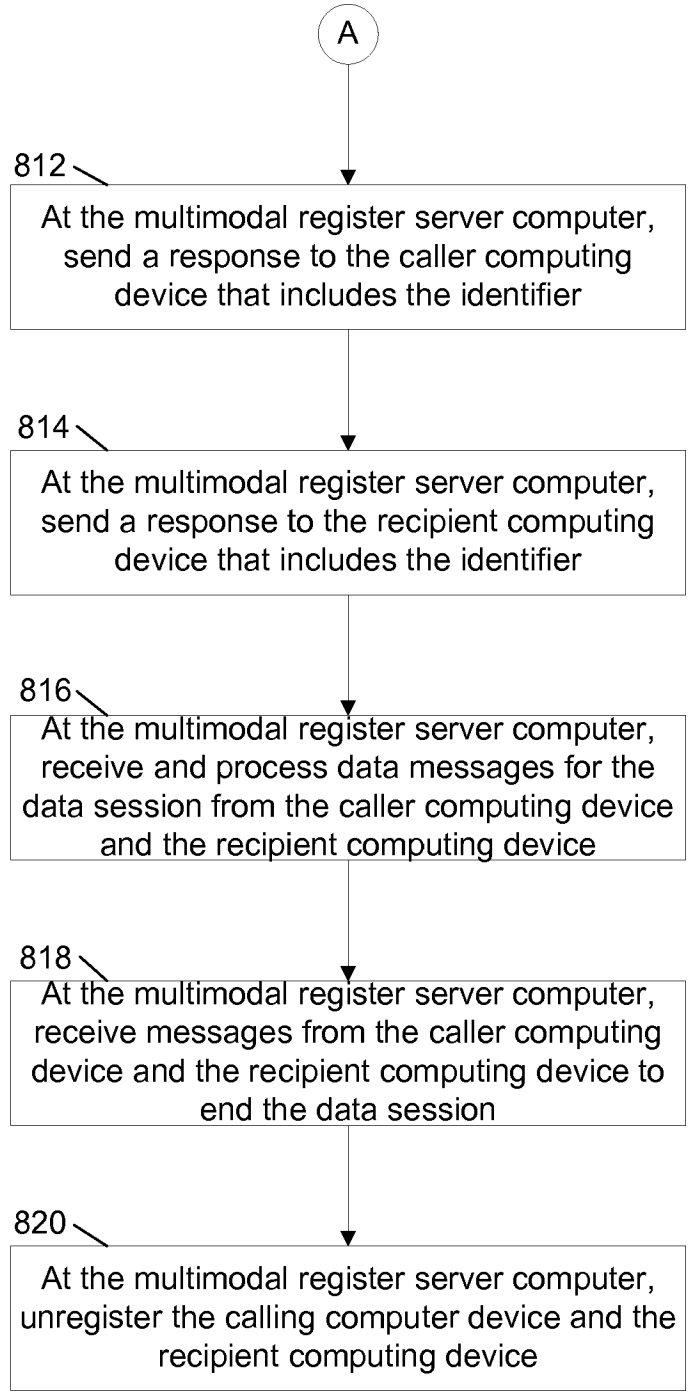 A
812
At the multimodal register server computer,
send a response to the caller computing
device that includes the identifier
814
At the multimodal register server computer,
send a response to the recipient computing
device that includes the identifier
816
At the multimodal register server computer,
receive and process data messages for the
data session from the caller computing device
and the recipient computing device
818
At the multimodal register server computer,
receive messages from the caller computing
device and the recipient computing device to
end the data session
820
At the multimodal register server computer,
unregister the calling computer device and the
recipient computing device